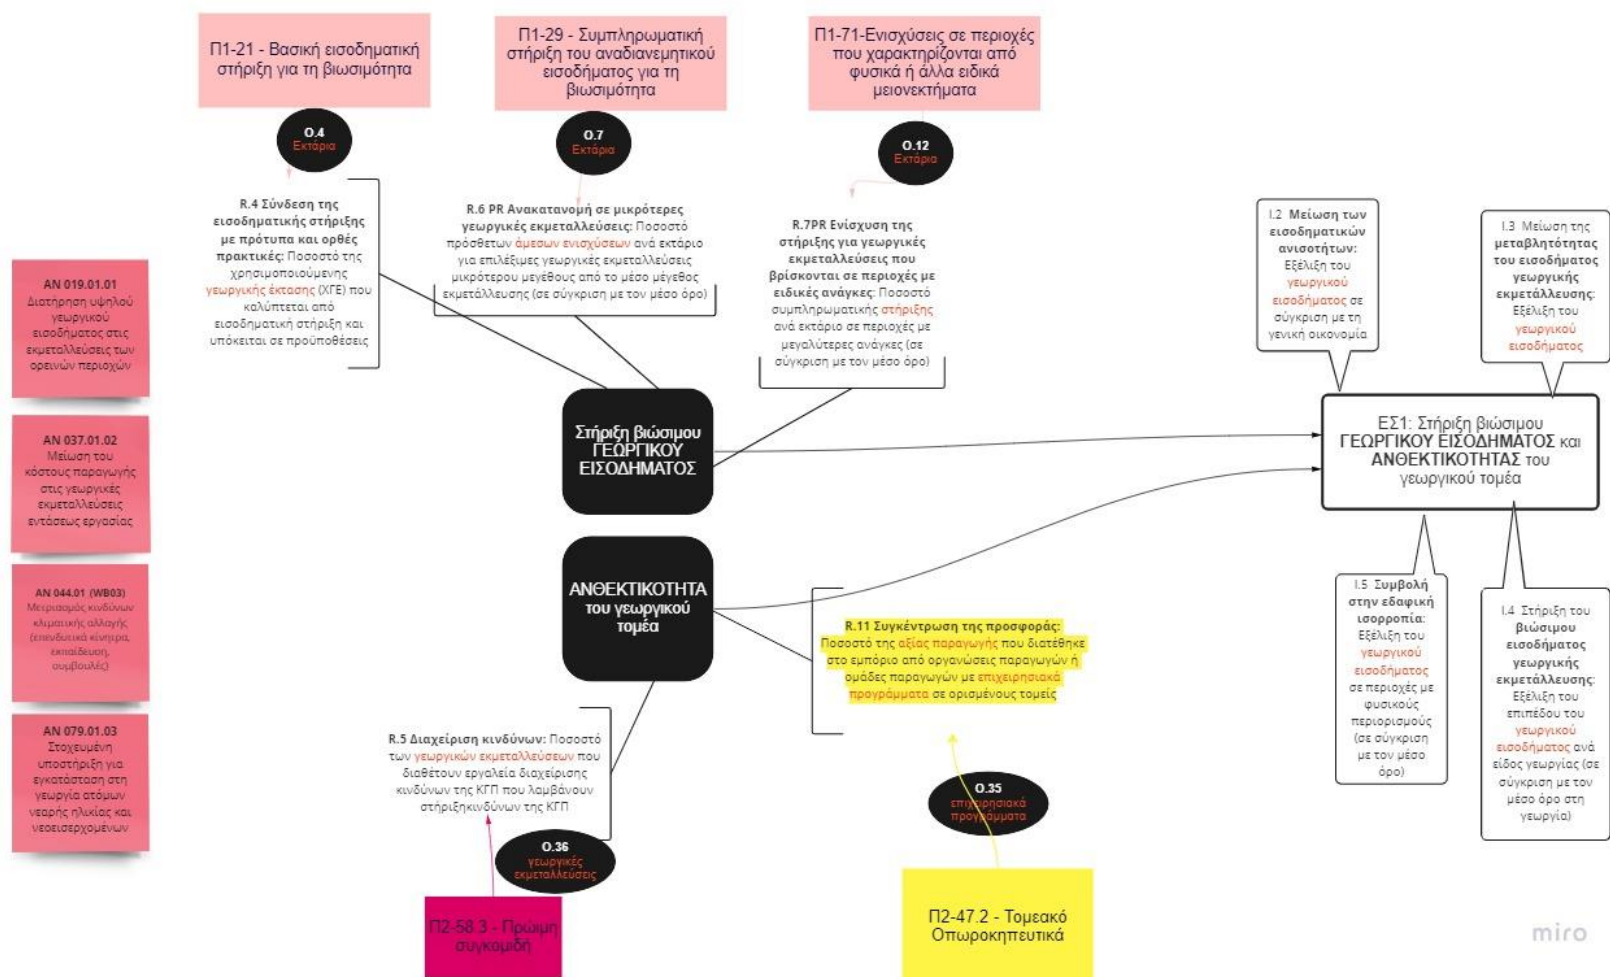 Π1-21 - Βασική εισοδηματική
στήριξη για τη βιωσιμότητα
Π1-29 - Συμπληρωματική
στήριξη του αναδιανεμητικού
εισοδήματος για τη
βιωσιμότητα
Π1-71-Ενισχύσεις σε περιοχές
που χαρακτηρίζονται από
φυσικά ή άλλα ειδικά
μειονεκτήματα
O.4
Εκτάρια
O.7
Εκτάρια
O.12
Εκτάρια
R.4 Σύνδεση της
εισοδηματικής στήριξης
με πρότυπα και ορθές
πρακτικές: Ποσοστό της
χρησιμοποιούμενης
γεωργικής έκτασης (ΧΓΕ) που
καλύπτεται από
εισοδηματική στήριξη και
υπόκειται σε προϋποθέσεις
R.6 PR Ανακατανομή σε μικρότερες
γεωργικές εκμεταλλεύσεις: Ποσοστό
πρόσθετων άμεσων ενισχύσεων ανά εκτάριο
για επιλέξιμες γεωργικές εκμεταλλεύσεις
μικρότερου μεγέθους από το μέσο μέγεθος
εκμετάλλευσης (σε σύγκριση με τον μέσο όρο)
R.7PR Ενίσχυση της
στήριξης για γεωργικές
εκμεταλλεύσεις που
βρίσκονται σε περιοχές με
ειδικές ανάγκες: Ποσοστό
συμπληρωματικής στήριξης
ανά εκτάριο σε περιοχές με
μεγαλύτερες ανάγκες (σε
σύγκριση με τον μέσο όρο)
I.2 Μείωση των
εισοδηματικών
ανισοτήτων:
Εξέλιξη του
γεωργικού
εισοδήματος σε
σύγκριση με τη
γενική οικονομία
I.3 Μείωση της
μεταβλητότητας
του εισοδήματος
γεωργικής
εκμετάλλευσης:
Εξέλιξη του
γεωργικού
εισοδήματος
ΑΝ 019.01.01
Διατήρηση υψηλού
γεωργικού
εισοδήματος στις
εκμεταλλεύσεις των
ορεινών περιοχών
ΑΝ 037.01.02
Μείωση του
κόστους παραγωγής
στις γεωργικές
εκμεταλλεύσεις
εντάσεως εργασίας
ΑΝ 044.01 (WB03)
Μετριασμός κινδύνων
κλιματικής αλλαγής
(επενδυτικά κίνητρα,
εκπαίδευση,
συμβουλές)
ΑΝ 079.01.03
Στοχευμένη
υποστήριξη για
εγκατάσταση στη
γεωργία ατόμων
νεαρής ηλικίας και
νεοεισερχομένων
Στήριξη βιώσιμου
ΓΕΩΡΓΙΚΟΥ
ΕΙΣΟΔΗΜΑΤΟΣ
ΑΝΘΕΚΤΙΚΟΤΗΤΑ
του γεωργικού
τομέα
ΕΣ1: Στήριξη βιώσιμου
ΓΕΩΡΓΙΚΟΥ ΕΙΣΟΔΗΜΑΤΟΣ και
ΑΝΘΕΚΤΙΚΟΤΗΤΑΣ του
γεωργικού τομέα
R.11 Συγκέντρωση της προσφοράς:
Ποσοστό της αξίας παραγωγής που διατέθηκε
στο εμπόριο από οργανώσεις παραγωγών ή
ομάδες παραγωγών με επιχειρησιακά
προγράμματα σε ορισμένους τομείς
R.5 Διαχείριση κινδύνων: Ποσοστό
των γεωργικών εκμεταλλεύσεων που
διαθέτουν εργαλεία διαχείρισης
κινδύνων της ΚΓΠ που λαμβάνουν
στήριξηκινδύνων της ΚΓΠ
I.5 Συμβολή
στην εδαφική
ισορροπία:
Εξέλιξη του
γεωργικού
εισοδήματος
σε περιοχές με
φυσικούς
περιορισμούς
(σε σύγκριση
με τον μέσο
όρο)
I.4 Στήριξη του
βιώσιμου
εισοδήματος
γεωργικής
εκμετάλλευσης:
Εξέλιξη του
επιπέδου του
γεωργικού
εισοδήματος ανά
είδος γεωργίας (σε
σύγκριση με τον
μέσο όρο στη
γεωργία)
O.36
γεωργικές
εκμεταλλεύσεις
O.35
επιχειρησιακά
προγράμματα
Π2-58.3 - Πρώιμη
συγκομιδή
Π2-47.2 - Τομεακό
Οπωροκηπευτικά
miro